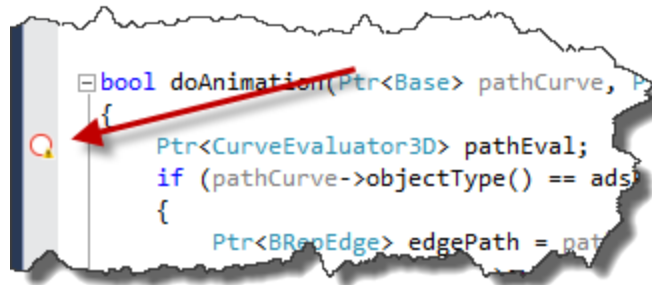 bool doAnimation(Ptr<Base> pathCurve,
{
Ptr<CurveEvaluator3D> pathEval;
if (pathCurve->objectType() == ads
{
Ptr<BRepEdge> edgePath = pat